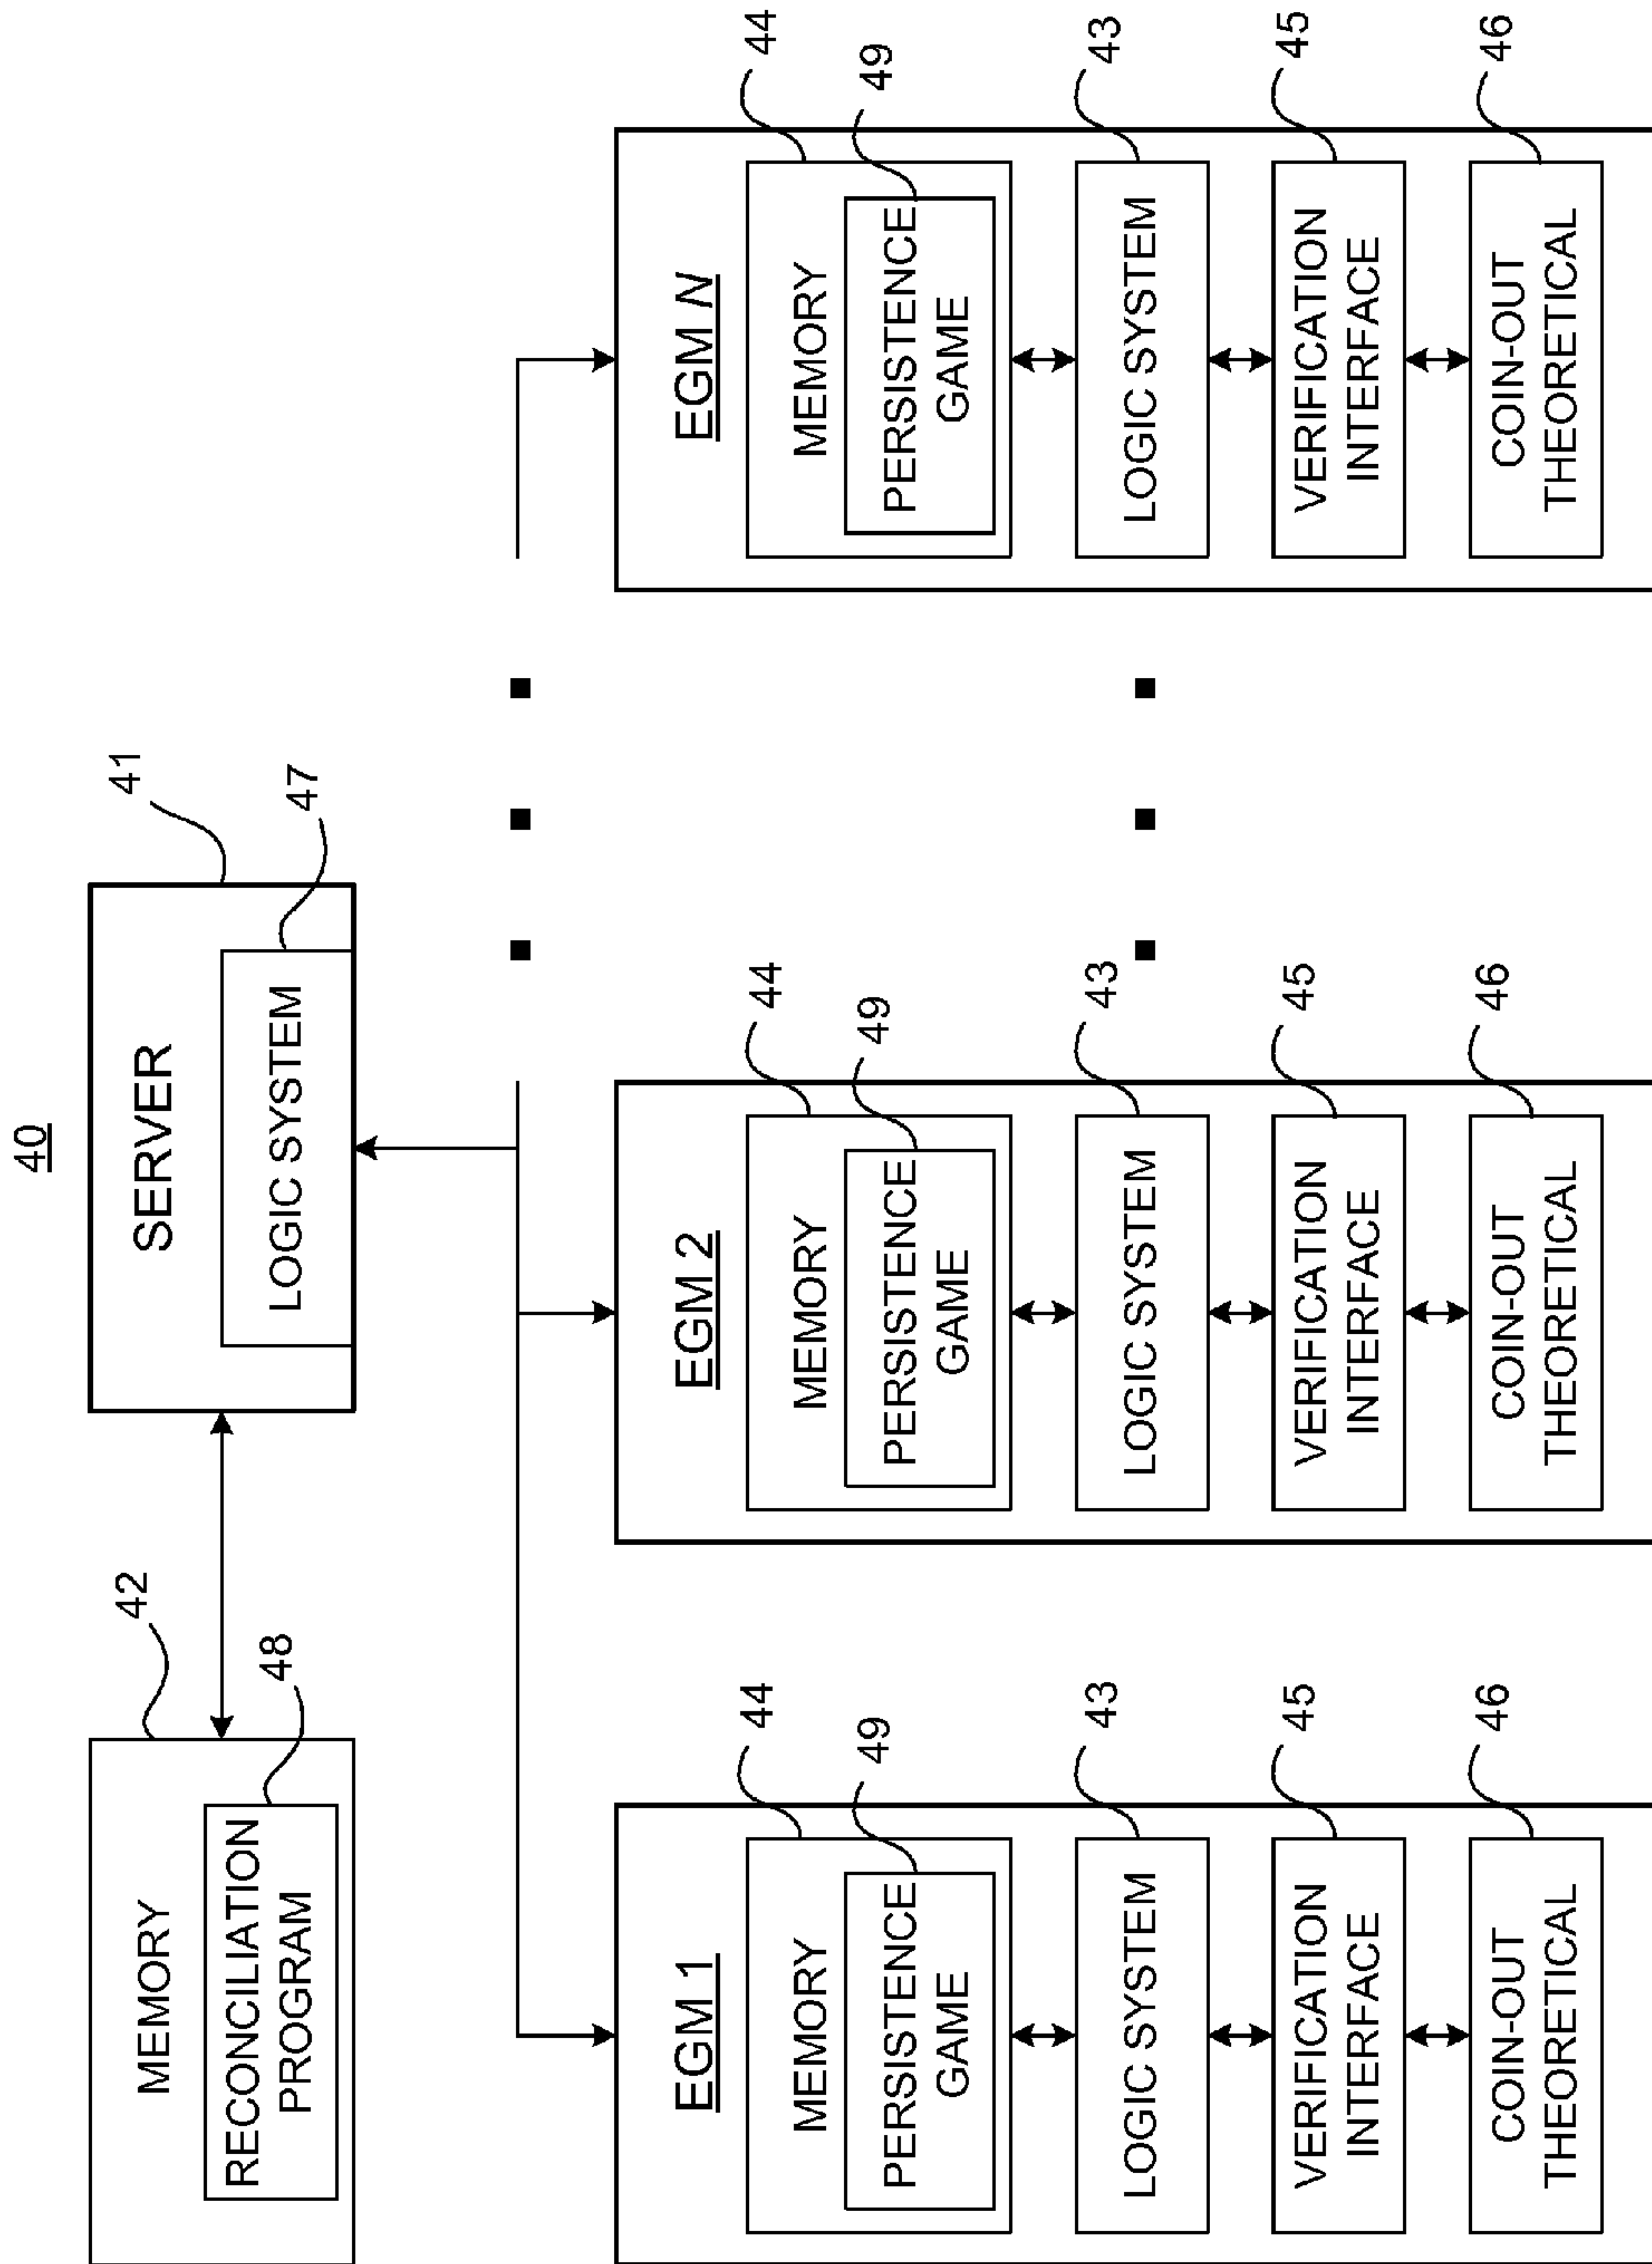 40
MEMORY
RECONCILIATION
PROGRAM
42
48
SERVER
LOGIC SYSTEM
41
47
EGM 1
MEMORY
PERSISTENCE
GAME
LOGIC SYSTEM
VERIFICATION
INTERFACE
COIN-OUT
THEORETICAL
44
49
43
45
46
EGM 2
MEMORY
PERSISTENCE
GAME
LOGIC SYSTEM
VERIFICATION
INTERFACE
COIN-OUT
THEORETICAL
44
49
43
45
46
EGM N
MEMORY
PERSISTENCE
GAME
LOGIC SYSTEM
VERIFICATION
INTERFACE
COIN-OUT
THEORETICAL
44
49
43
45
46